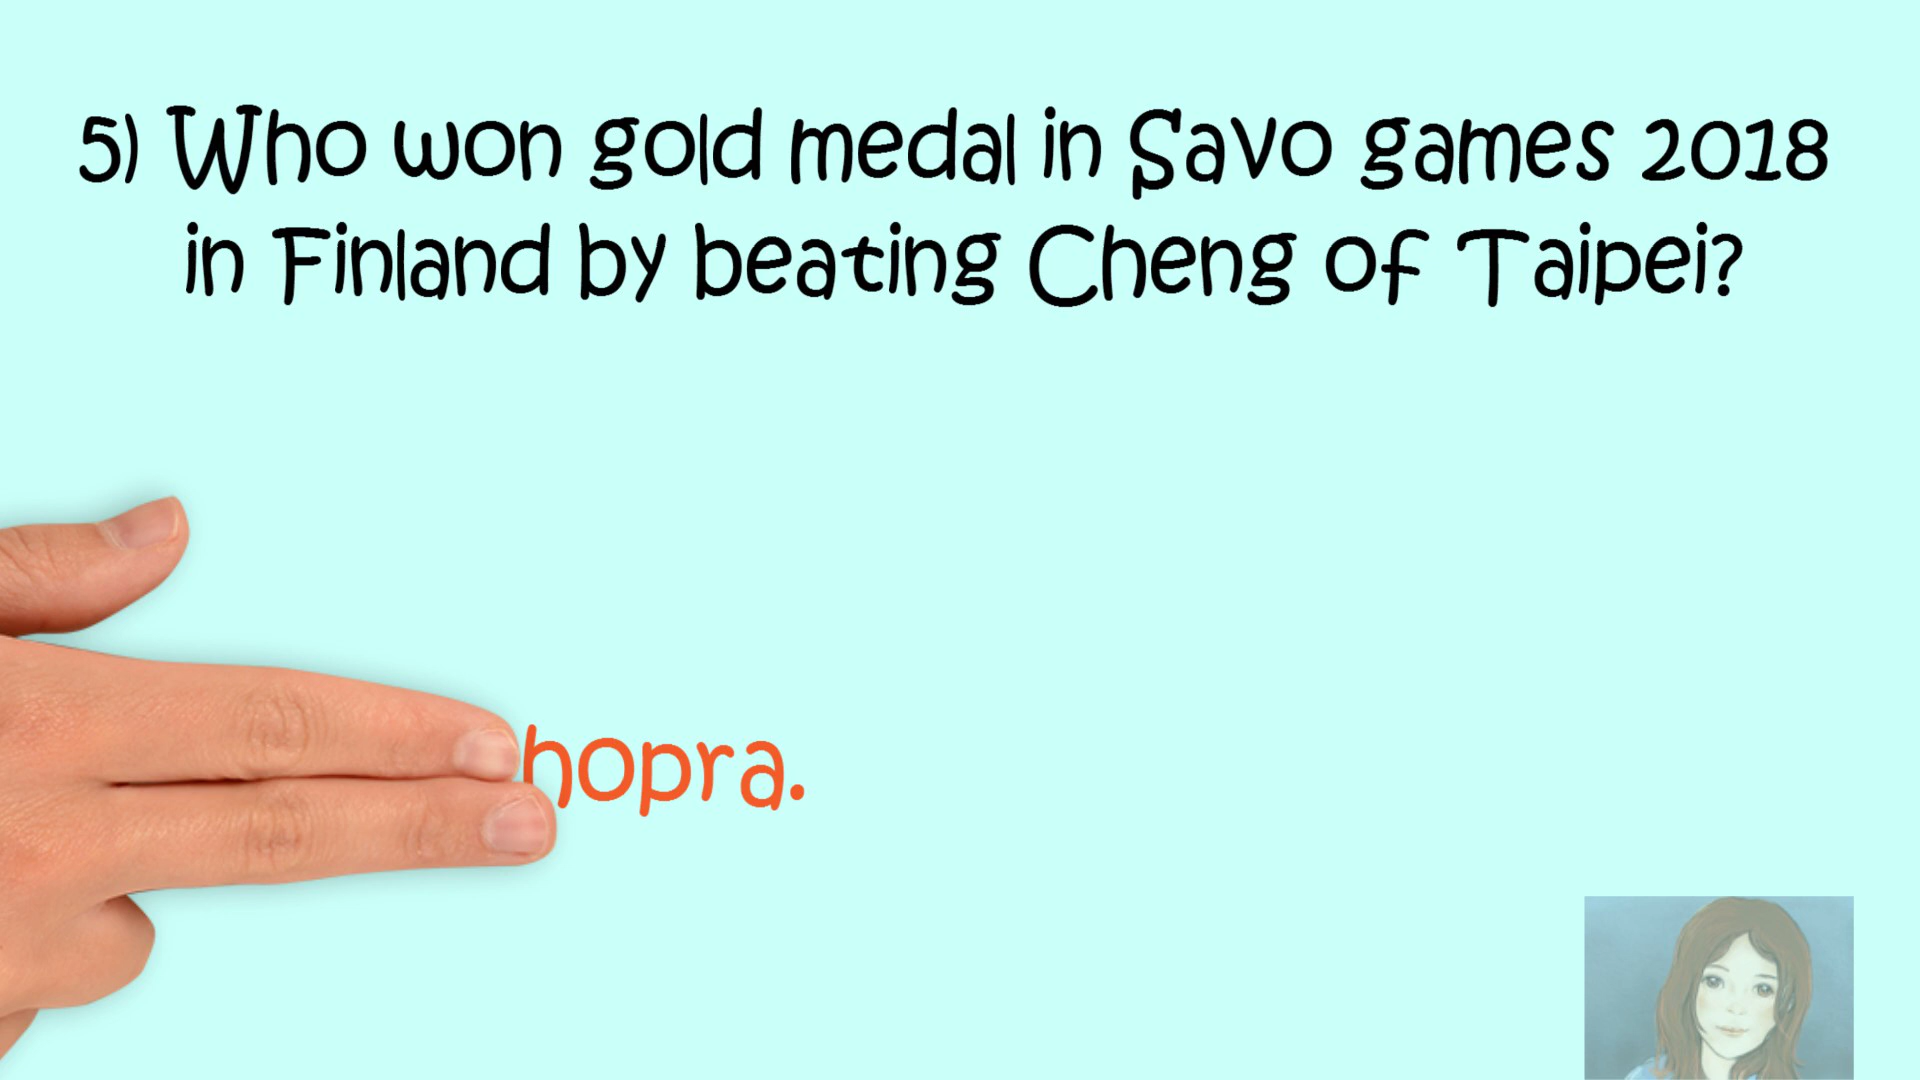 5) Who won gold medal in Savo games 2018
in Finland by beating Cheng of Taipei?
hopra.